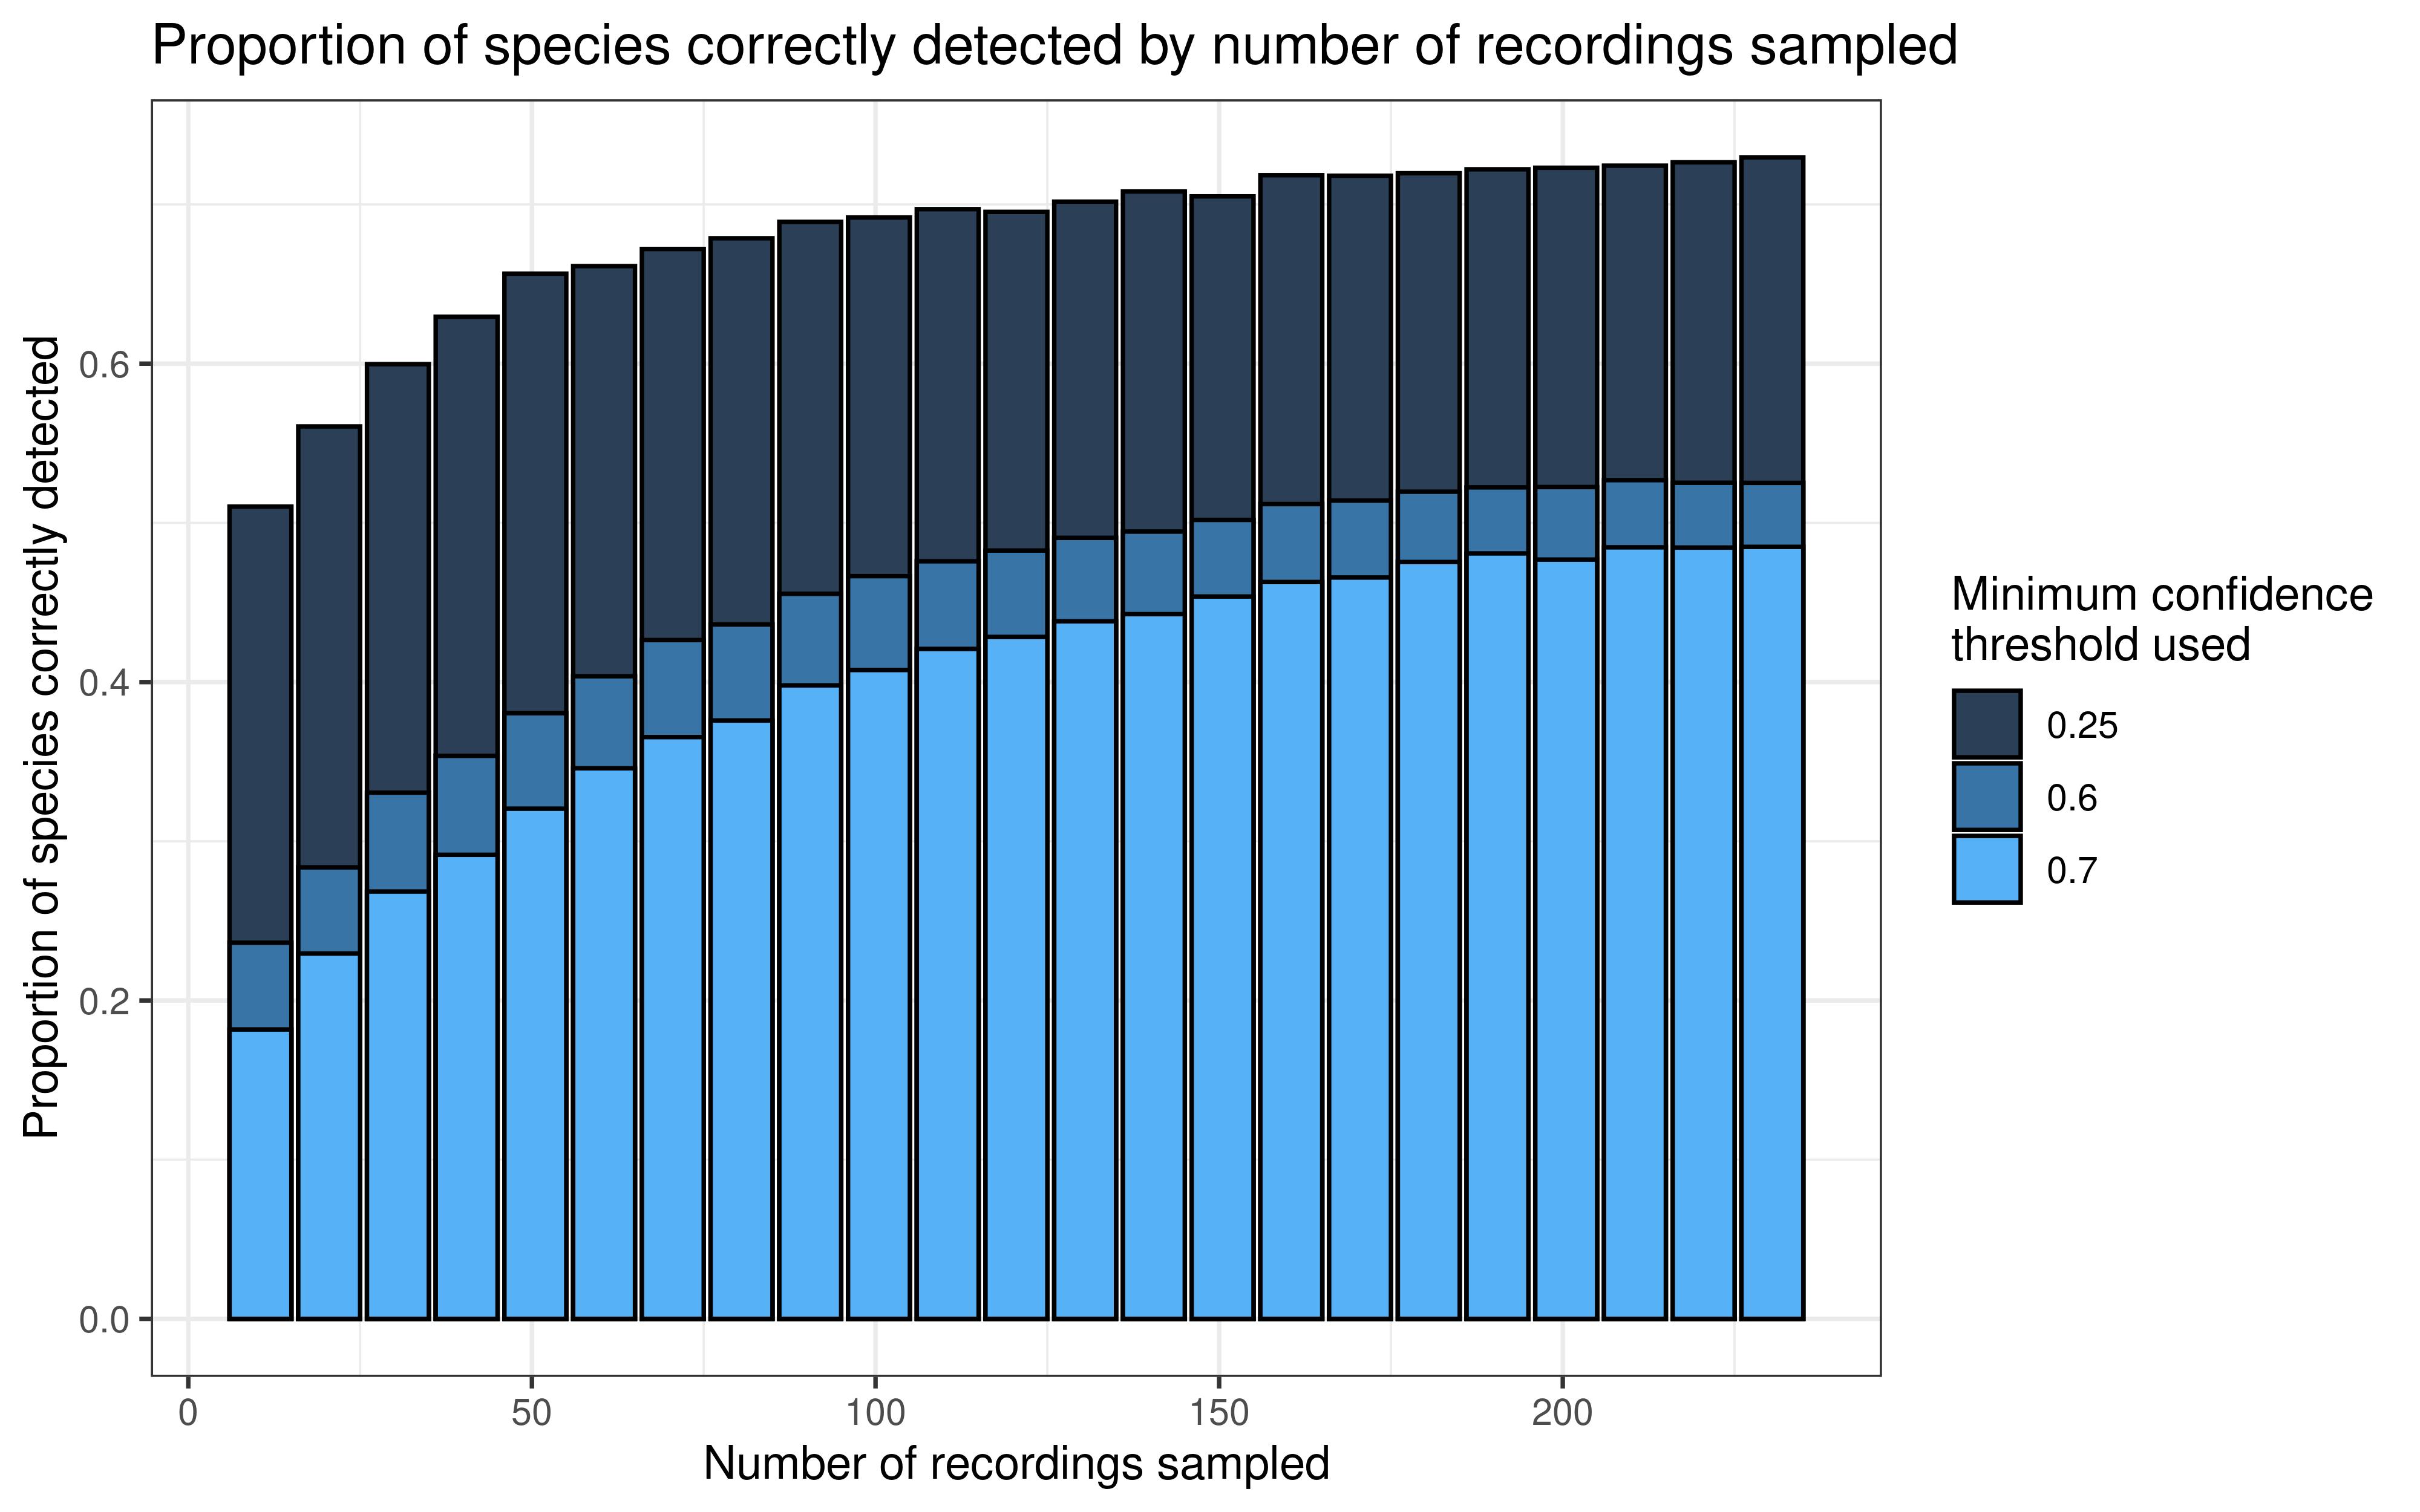 Proportion of species correctly detected by number of recordings sampled
Proportion of species correctly detected
0.6
0.4
0.2
0.0
0 50 100 150 200
Number of recordings sampled
Minimum confidence
threshold used
0.25
0.6
0.7